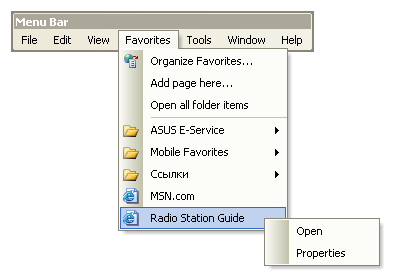 Menu Bar
File Edit View Favorites Tools Window Help
Organize Favorites...
Add page here...
Open all folder items
ASUS E-Service
Mobile Favorites
Ссылки
MSN.com
Radio Station Guide
Open
Properties